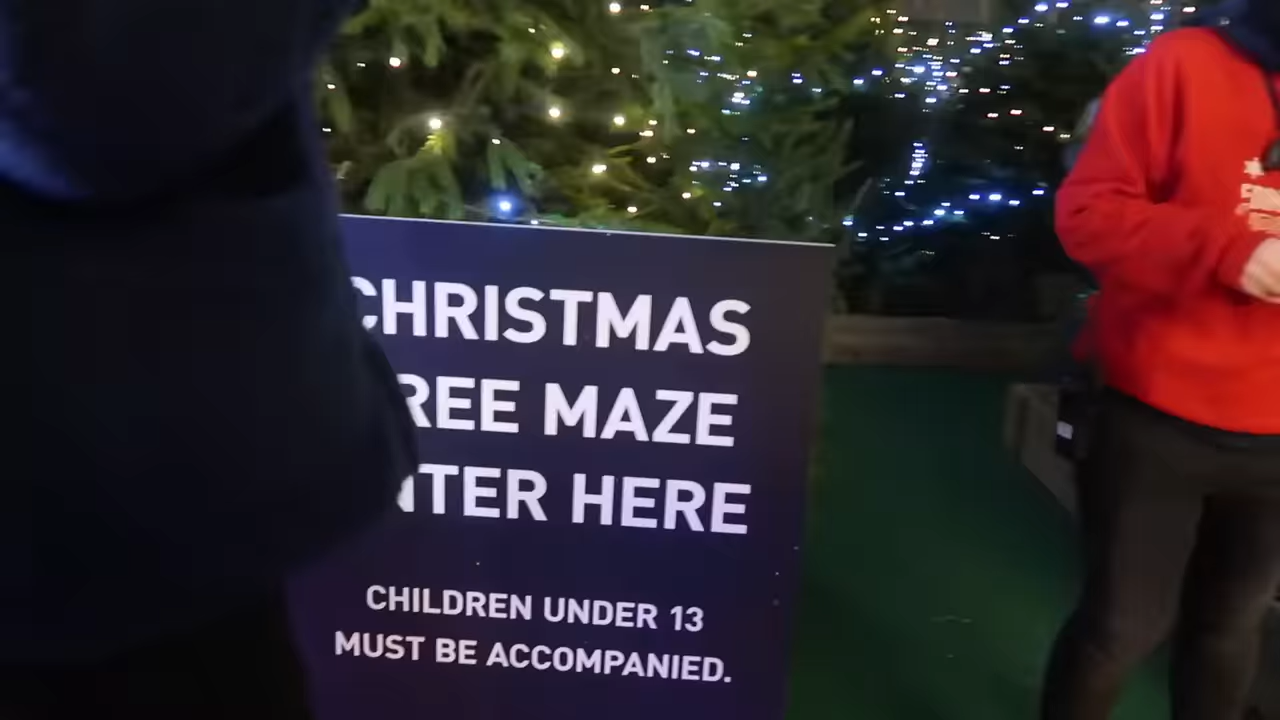 CHRISTMAS
REE MAZE
NTER HERE
CHILDREN UNDER 13
MUST BE ACCOMPANIED.